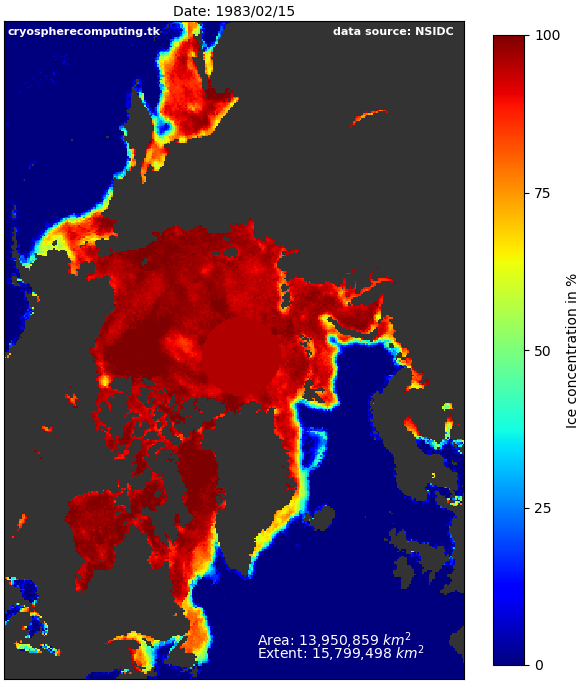 Date: 1983/02/15
cryospherecomputing.tk
data source: NSIDC
100
75
50
25
0
Ice concentration in %
Area: 13,950,859 km²
Extent: 15,799,498 km²